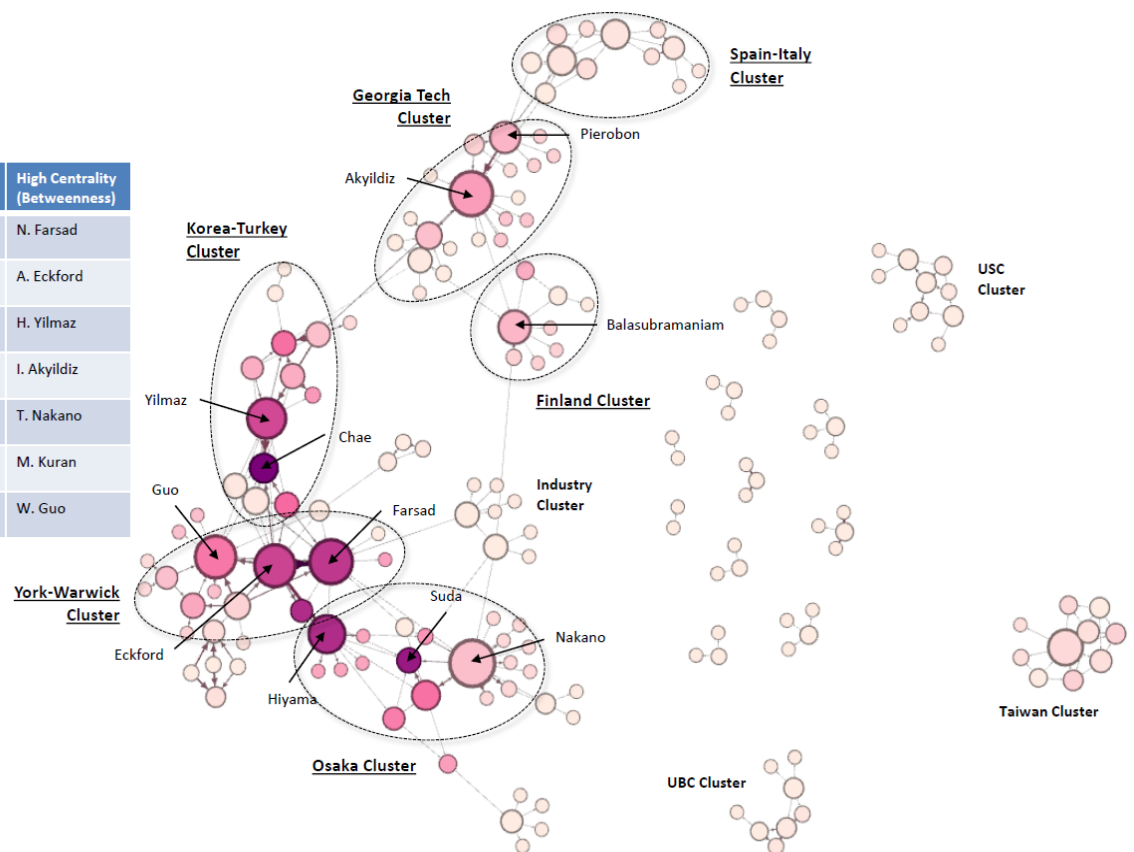 Spain-Italy
Cluster
Georgia Tech
Cluster
Pierobon
High Centrality
(Betweenness)
Akyildiz
N. Farsad
Korea-Turkey
Cluster
A. Eckford
USC
Cluster
H. Yilmaz
Balasubramaniam
I. Akyildiz
Finland Cluster
T. Nakano
Yilmaz
Chae
M. Kuran
Guo
Industry
Cluster
W. Guo
Farsad
York-Warwick
Cluster
Suda
Nakano
Eckford
Hiyama
Taiwan Cluster
Osaka Cluster
UBC Cluster